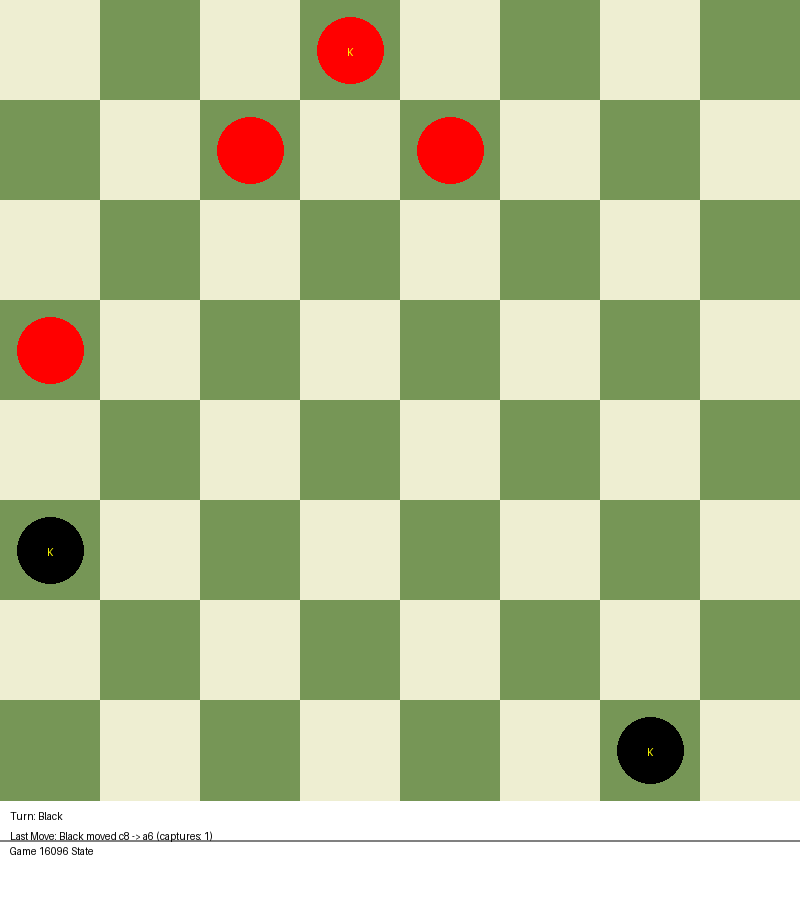 K
K
K
Turn: Black
Last Move: Black moved c8 -> a6 (captures: 1)
Game 16096 State